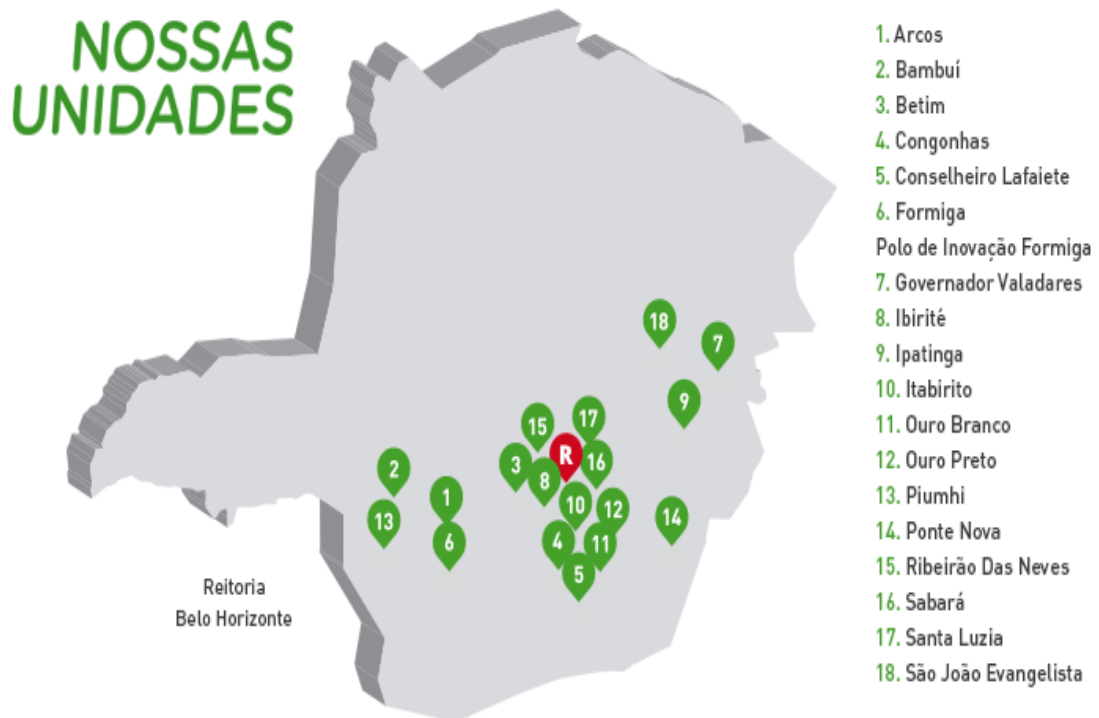 NOSSAS
UNIDADES
1. Arcos
2. Bambuí
3. Betim
4. Congonhas
5. Conselheiro Lafaiete
6. Formiga
Polo de Inovação Formiga
7. Governador Valadares
8. Ibirité
9. Ipatinga
10. Itabirito
11. Ouro Branco
12. Ouro Preto
13. Piumhi
14. Ponte Nova
15. Ribeirão Das Neves
16. Sabará
17. Santa Luzia
18. São João Evangelista
18
7
9
17
15
R
16
3
2
8
1
10
12
14
13
4
11
6
5
Reitoria
Belo Horizonte